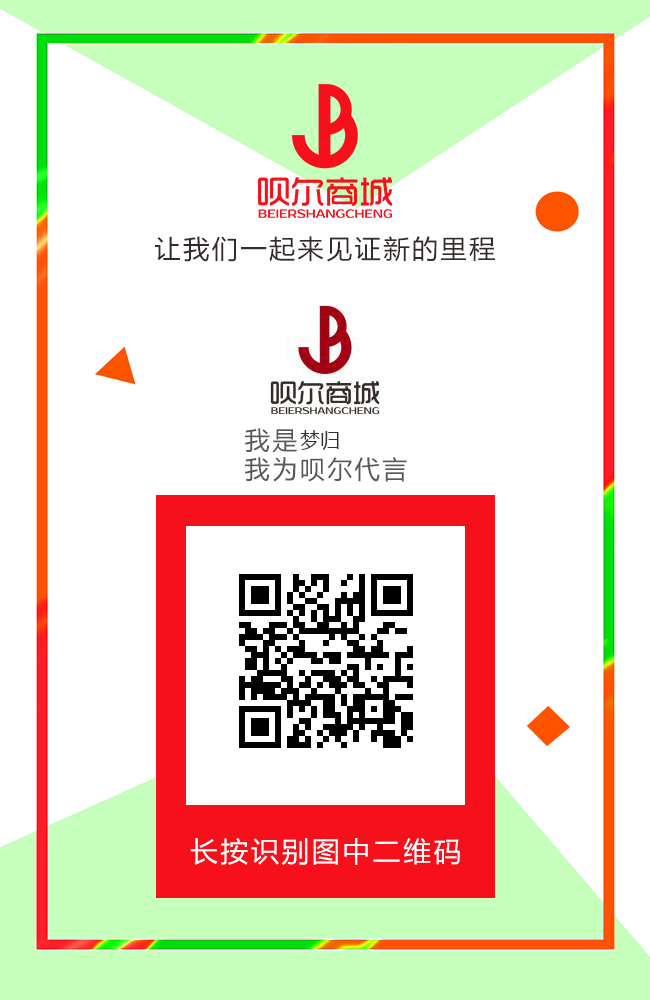 呗尔商城
BEIERSHANGCHENG
让我们一起来见证新的里程
呗尔商城
BEIERSHANGCHENG
我是梦归
我为呗尔代言
长按识别图中二维码